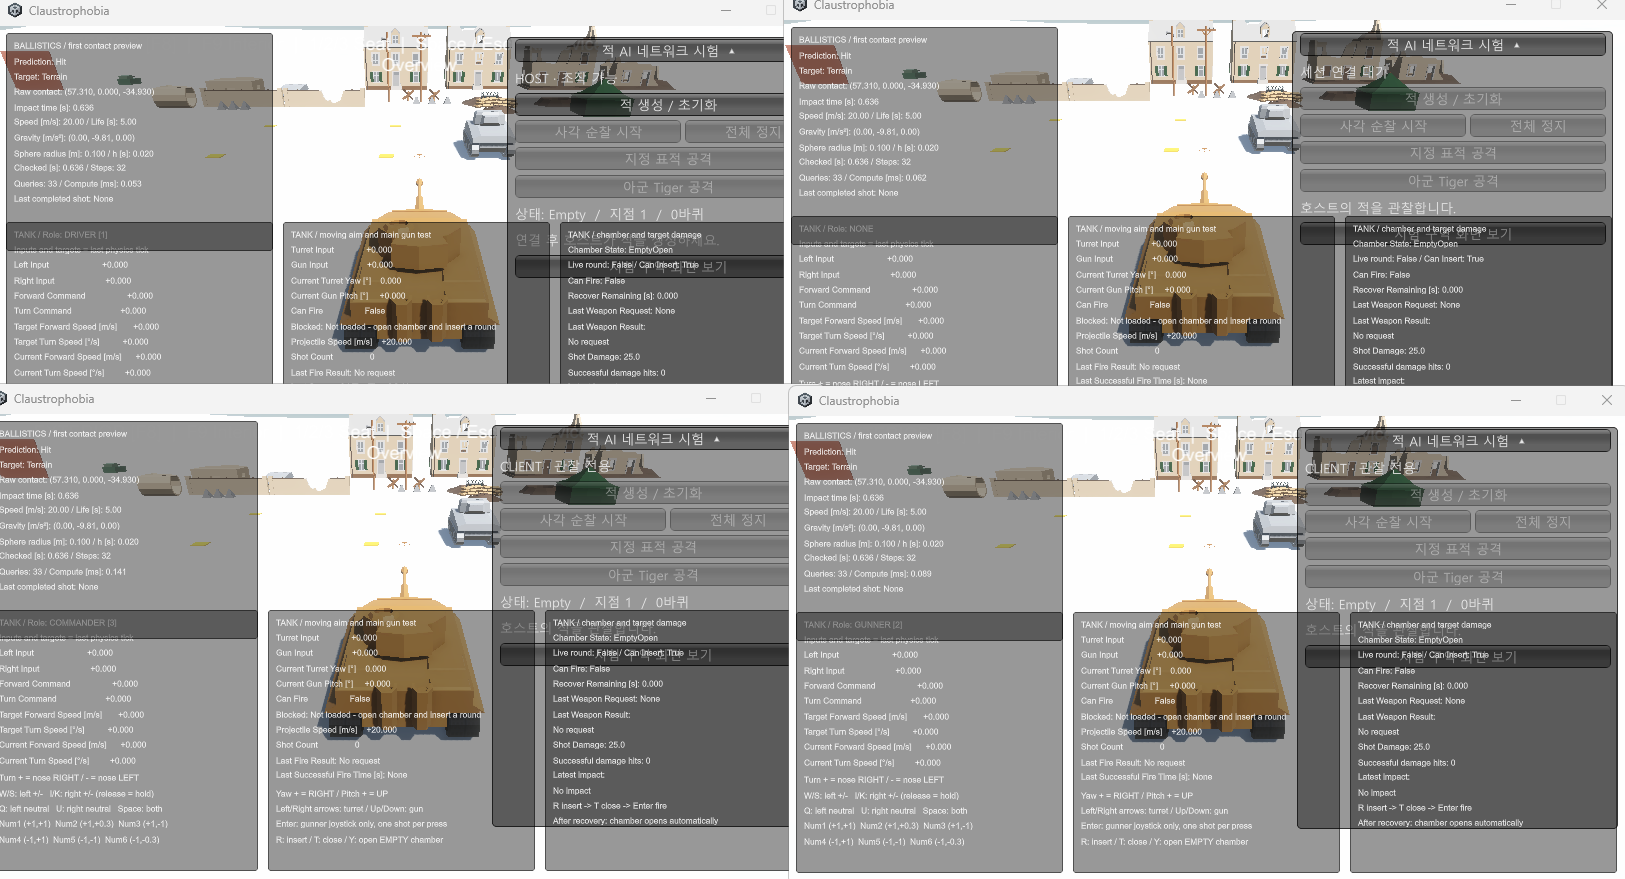 Claustrophobia
BALLISTICS / first contact preview
Prediction: Hit
Target: Terrain
Raw contact: (57.310, 0.000, -34.930)
Impact time [s]: 0.636
Speed [m/s]: 20.00 / Life [s]: 5.00
Gravity [m/s²]: (0.00, -9.81, 0.00)
Sphere radius [m]: 0.100 / h [s]: 0.020
Checked [s]: 0.636 / Steps: 32
Queries: 33 / Compute [ms]: 0.053
Last completed shot: None
적 AI 네트워크 시험 ▲
HOST · 조작 가능
적 생성 / 초기화
사각 순찰 시작
전체 정지
지정 표적 공격
아군 Tiger 공격
상태: Empty / 지점 1 / 0바퀴
TANK / Role: DRIVER [1]
Inputs and targets = last physics tick
Left Input +0.000
Right Input +0.000
Forward Command +0.000
Turn Command +0.000
Target Forward Speed [m/s] +0.000
Target Turn Speed [°/s] +0.000
Current Forward Speed [m/s] +0.000
Current Turn Speed [°/s] +0.000
TANK / moving aim and main gun test
Turret Input +0.000
Gun Input +0.000
Current Turret Yaw [°] 0.000
Current Gun Pitch [°] +0.000
Can Fire False
Blocked: Not loaded - open chamber and insert a round
Projectile Speed [m/s] +20.000
Shot Count 0
Last Fire Result: No request
TANK / chamber and target damage
Chamber State: EmptyOpen
Live round: False / Can Insert: True
Can Fire: False
Recover Remaining [s]: 0.000
Last Weapon Request: None
Last Weapon Result:
No request
Shot Damage: 25.0
Successful damage hits: 0
Claustrophobia
BALLISTICS / first contact preview
Prediction: Hit
Target: Terrain
Raw contact: (57.310, 0.000, -34.930)
Impact time [s]: 0.636
Speed [m/s]: 20.00 / Life [s]: 5.00
Gravity [m/s²]: (0.00, -9.81, 0.00)
Sphere radius [m]: 0.100 / h [s]: 0.020
Checked [s]: 0.636 / Steps: 32
Queries: 33 / Compute [ms]: 0.062
Last completed shot: None
적 AI 네트워크 시험 ▲
세션 연결 대기
적 생성 / 초기화
사각 순찰 시작
전체 정지
지정 표적 공격
아군 Tiger 공격
호스트의 적을 관찰합니다.
TANK / Role: NONE
Inputs and targets = last physics tick
Left Input +0.000
Right Input +0.000
Forward Command +0.000
Turn Command +0.000
Target Forward Speed [m/s] +0.000
Target Turn Speed [°/s] +0.000
Current Forward Speed [m/s] +0.000
Current Turn Speed [°/s] +0.000
Turn + = nose RIGHT / - = nose LEFT
TANK / moving aim and main gun test
Turret Input +0.000
Gun Input +0.000
Current Turret Yaw [°] 0.000
Current Gun Pitch [°] +0.000
Can Fire False
Blocked: Not loaded - open chamber and insert a round
Projectile Speed [m/s] +20.000
Shot Count 0
Last Fire Result: No request
Last Successful Fire Time [s]: None
TANK / chamber and target damage
Chamber State: EmptyOpen
Live round: False / Can Insert: True
Can Fire: False
Recover Remaining [s]: 0.000
Last Weapon Request: None
Last Weapon Result:
No request
Shot Damage: 25.0
Successful damage hits: 0
Latest impact:
Claustrophobia
BALLISTICS / first contact preview
Prediction: Hit
Target: Terrain
Raw contact: (57.310, 0.000, -34.930)
Impact time [s]: 0.636
Speed [m/s]: 20.00 / Life [s]: 5.00
Gravity [m/s²]: (0.00, -9.81, 0.00)
Sphere radius [m]: 0.100 / h [s]: 0.020
Checked [s]: 0.636 / Steps: 32
Queries: 33 / Compute [ms]: 0.141
Last completed shot: None
적 AI 네트워크 시험 ▲
CLIENT · 관찰 전용
적 생성 / 초기화
사각 순찰 시작
전체 정지
지정 표적 공격
아군 Tiger 공격
상태: Empty / 지점 1 / 0바퀴
TANK / Role: COMMANDER [3]
Inputs and targets = last physics tick
Left Input +0.000
Right Input +0.000
Forward Command +0.000
Turn Command +0.000
Target Forward Speed [m/s] +0.000
Target Turn Speed [°/s] +0.000
Current Forward Speed [m/s] +0.000
Current Turn Speed [°/s] +0.000
Turn + = nose RIGHT / - = nose LEFT
W/S: left +/- I/K: right +/- (release = hold)
Q: left neutral U: right neutral Space: both
Num1 (+1,+1) Num2 (+1,+0.3) Num3 (+1,-1)
Num4 (-1,+1) Num5 (-1,-1) Num6 (-1,-0.3)
TANK / moving aim and main gun test
Turret Input +0.000
Gun Input +0.000
Current Turret Yaw [°] 0.000
Current Gun Pitch [°] +0.000
Can Fire False
Blocked: Not loaded - open chamber and insert a round
Projectile Speed [m/s] +20.000
Shot Count 0
Last Fire Result: No request
Last Successful Fire Time [s]: None
Yaw + = RIGHT / Pitch + = UP
Left/Right arrows: turret / Up/Down: gun
Enter: gunner joystick only, one shot per press
R: insert / T: close / Y: open EMPTY chamber
TANK / chamber and target damage
Chamber State: EmptyOpen
Live round: False / Can Insert: True
Can Fire: False
Recover Remaining [s]: 0.000
Last Weapon Request: None
Last Weapon Result:
No request
Shot Damage: 25.0
Successful damage hits: 0
Latest impact:
No impact
R insert -> T close -> Enter fire
After recovery: chamber opens automatically
Claustrophobia
BALLISTICS / first contact preview
Prediction: Hit
Target: Terrain
Raw contact: (57.310, 0.000, -34.930)
Impact time [s]: 0.636
Speed [m/s]: 20.00 / Life [s]: 5.00
Gravity [m/s²]: (0.00, -9.81, 0.00)
Sphere radius [m]: 0.100 / h [s]: 0.020
Checked [s]: 0.636 / Steps: 32
Queries: 33 / Compute [ms]: 0.089
Last completed shot: None
적 AI 네트워크 시험 ▲
CLIENT · 관찰 전용
적 생성 / 초기화
사각 순찰 시작
전체 정지
지정 표적 공격
아군 Tiger 공격
상태: Empty / 지점 1 / 0바퀴
TANK / Role: GUNNER [2]
Inputs and targets = last physics tick
Left Input +0.000
Right Input +0.000
Forward Command +0.000
Turn Command +0.000
Target Forward Speed [m/s] +0.000
Target Turn Speed [°/s] +0.000
Current Forward Speed [m/s] +0.000
Current Turn Speed [°/s] +0.000
Turn + = nose RIGHT / - = nose LEFT
W/S: left +/- I/K: right +/- (release = hold)
Q: left neutral U: right neutral Space: both
Num1 (+1,+1) Num2 (+1,+0.3) Num3 (+1,-1)
Num4 (-1,+1) Num5 (-1,-1) Num6 (-1,-0.3)
TANK / moving aim and main gun test
Turret Input +0.000
Gun Input +0.000
Current Turret Yaw [°] 0.000
Current Gun Pitch [°] +0.000
Can Fire False
Blocked: Not loaded - open chamber and insert a round
Projectile Speed [m/s] +20.000
Shot Count 0
Last Fire Result: No request
Last Successful Fire Time [s]: None
Yaw + = RIGHT / Pitch + = UP
Left/Right arrows: turret / Up/Down: gun
Enter: gunner joystick only, one shot per press
R: insert / T: close / Y: open EMPTY chamber
TANK / chamber and target damage
Chamber State: EmptyOpen
Live round: False / Can Insert: True
Can Fire: False
Recover Remaining [s]: 0.000
Last Weapon Request: None
Last Weapon Result:
No request
Shot Damage: 25.0
Successful damage hits: 0
Latest impact:
No impact
R insert -> T close -> Enter fire
After recovery: chamber opens automatically